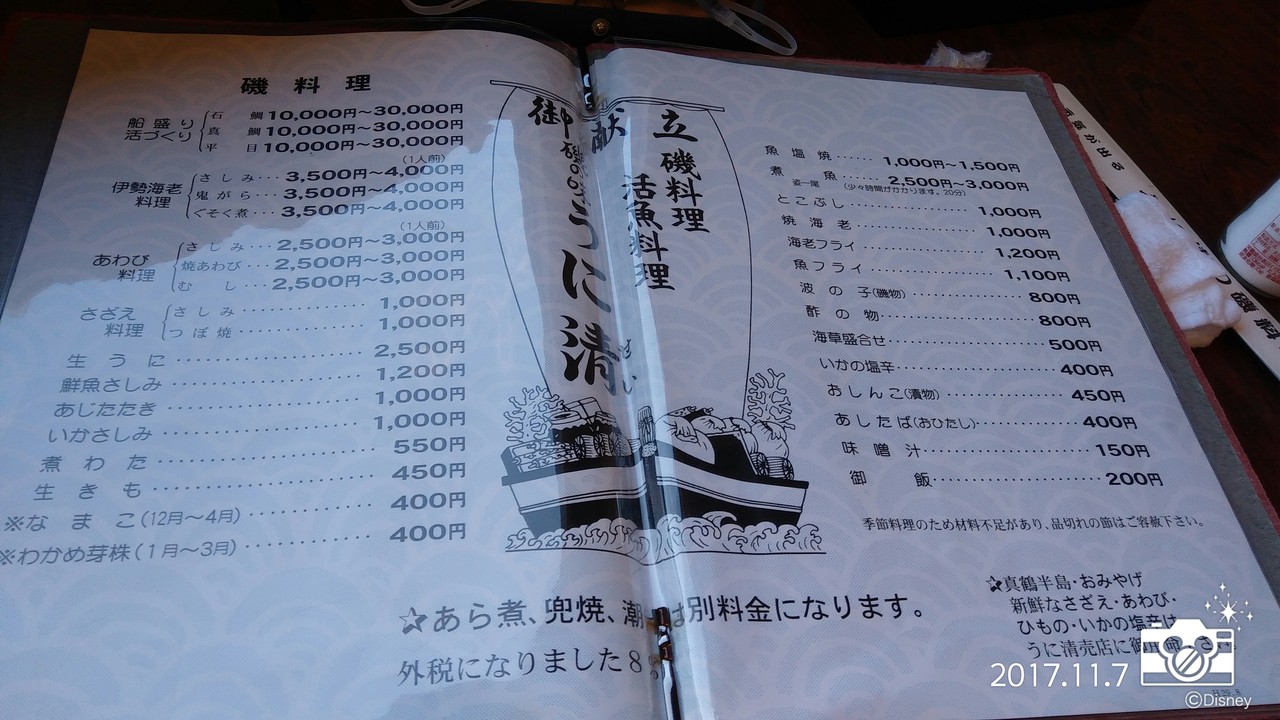 磯料理
船盛り
活づくり
石鯛 10,000円〜30,000円
真鯛 10,000円〜30,000円
平目 10,000円〜30,000円
(1人前)
伊勢海老
料理
さしみ… 3,500円〜4,000円
鬼がら… 3,500円〜4,000円
ぐそく煮… 3,500円〜4,000円
(1人前)
あわび
料理
さしみ… 2,500円〜3,000円
焼あわび… 2,500円〜3,000円
むし… 2,500円〜3,000円
さざえ
料理
さしみ… 1,000円
つぼ焼… 1,000円
生うに… 2,500円
鮮魚さしみ… 1,200円
あじたたき… 1,000円
いかさしみ… 1,000円
煮わた… 550円
生きも… 450円
※なまこ(12月〜4月)… 400円
※わかめ芽株(1月〜3月)… 400円
御献立
磯料理
活魚料理
うに清
魚塩焼… 1,000円〜1,500円
煮魚… 2,500円〜3,000円
姿一尾 (少々時間がかかります。20分)
とこぶし… 1,000円
焼海老… 1,000円
海老フライ… 1,200円
魚フライ… 1,100円
波の子(磯物)… 800円
酢の物… 800円
海草盛合せ… 500円
いかの塩辛… 400円
おしんこ(漬物)… 450円
あしたば(おひたし)… 400円
味噌汁… 150円
御飯… 200円
季節料理のため材料不足があり、品切れの節はご容赦下さい。
☆あら煮、兜焼、潮は別料金になります。
外税になりました8
☆真鶴半島・おみやげ
新鮮なさざえ・あわび・
ひもの・いかの塩辛は
うに清売店に御用命
2017.11.7
©Disney